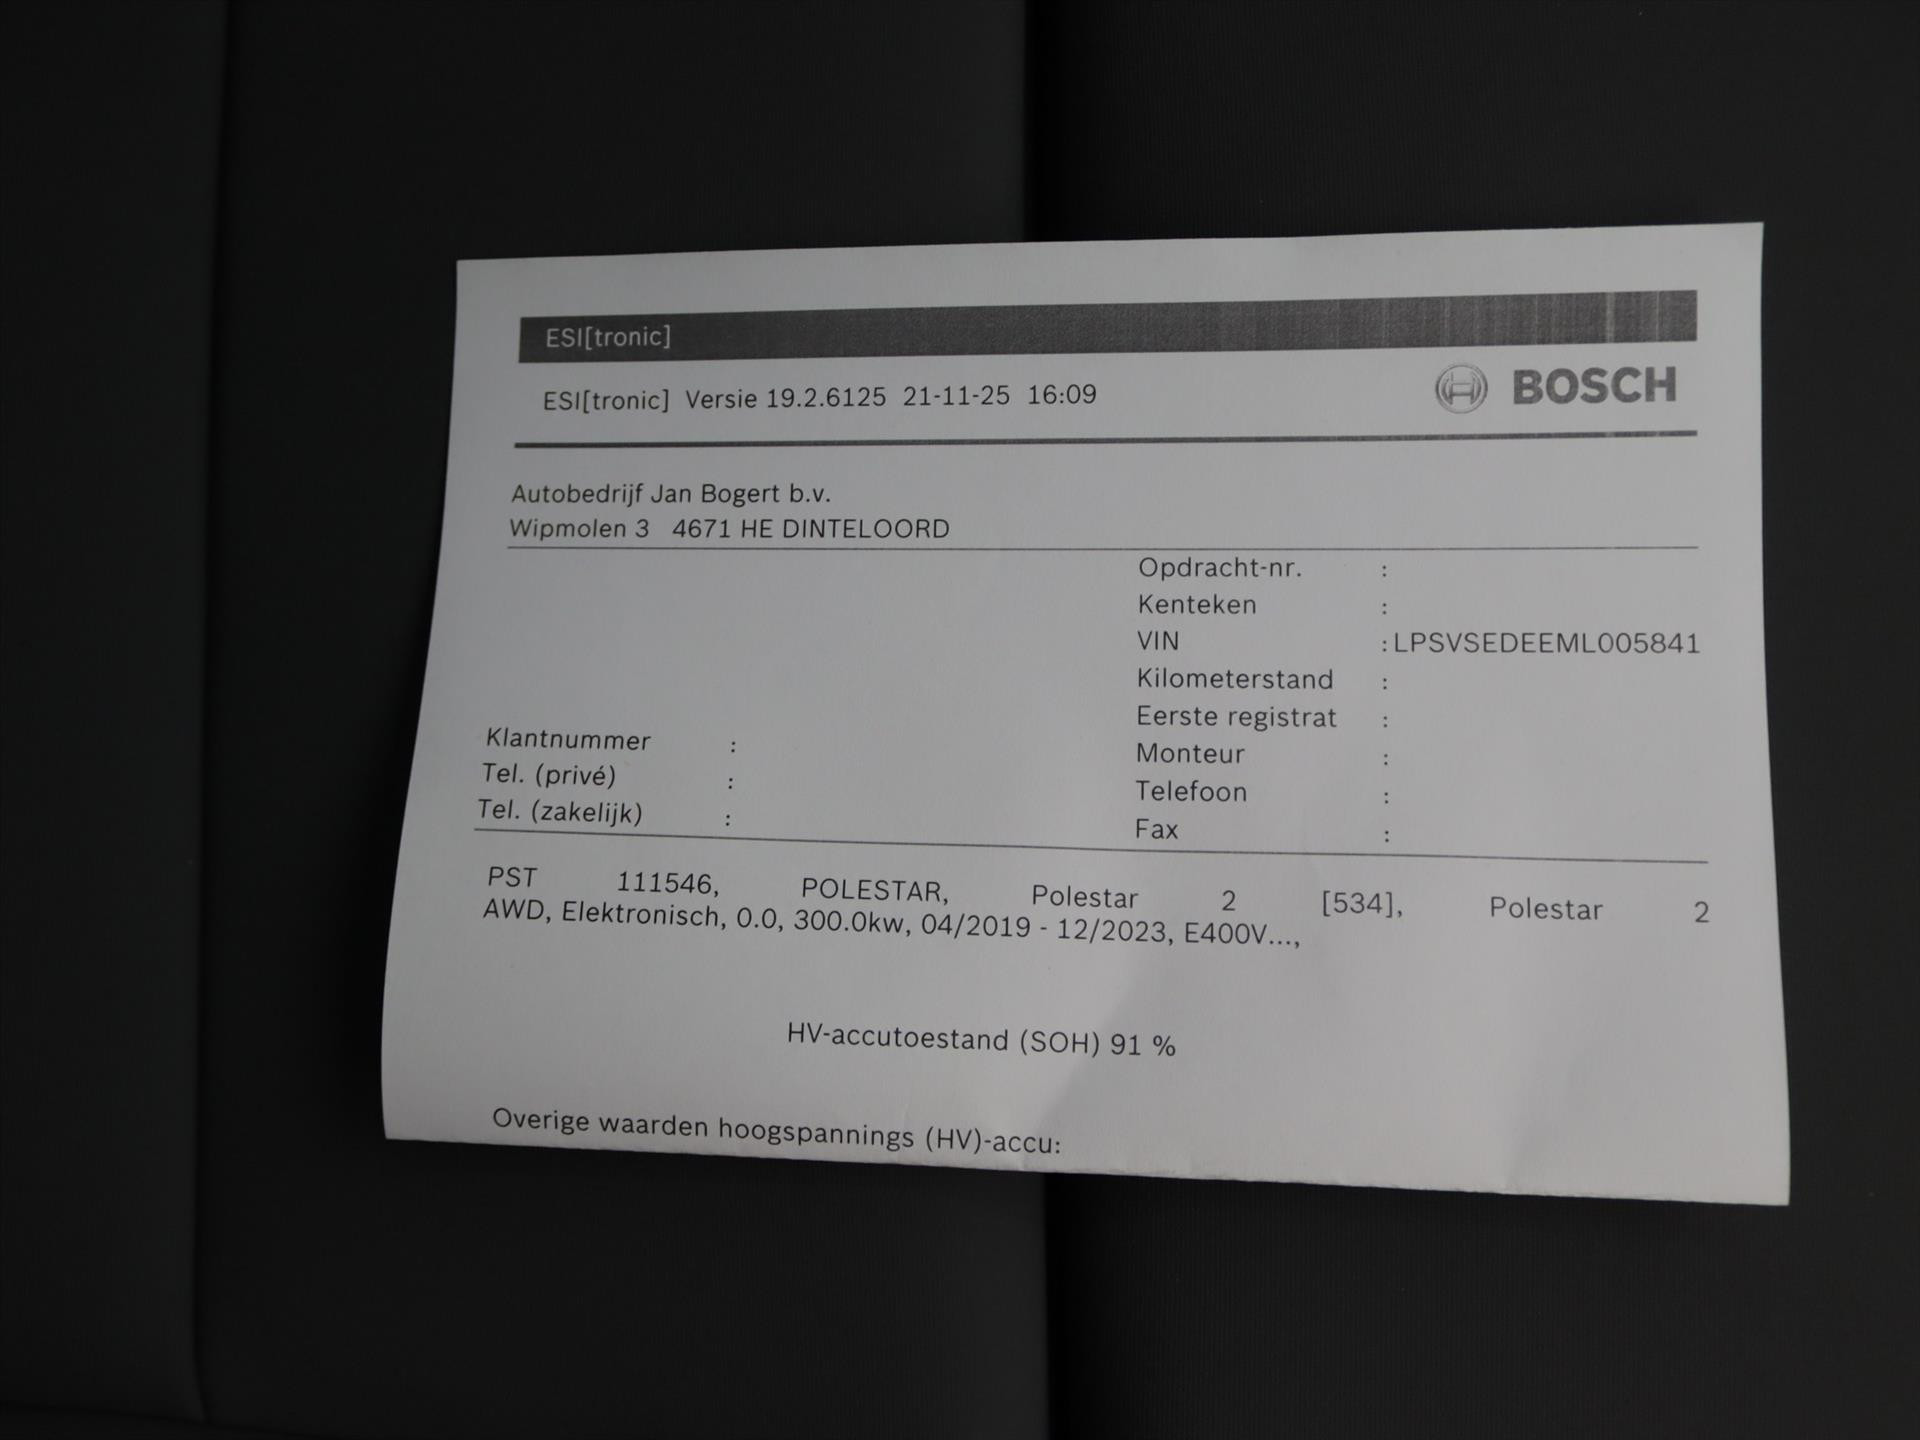 ESI[tronic]
ESI[tronic] Versie 19.2.6125 21-11-25 16:09
BOSCH
Autobedrijf Jan Bogert b.v.
Wipmolen 3 4671 HE DINTELOORD
Opdracht-nr. :
Kenteken :
VIN :LPSVSEDEEML005841
Kilometerstand :
Eerste registrat :
Monteur :
Telefoon :
Fax :
Klantnummer :
Tel. (privé) :
Tel. (zakelijk) :
PST 111546, POLESTAR, Polestar 2 [534], Polestar 2
AWD, Elektronisch, 0.0, 300.0kw, 04/2019 - 12/2023, E400V...,
HV-accutoestand (SOH) 91 %
Overige waarden hoogspannings (HV)-accu: